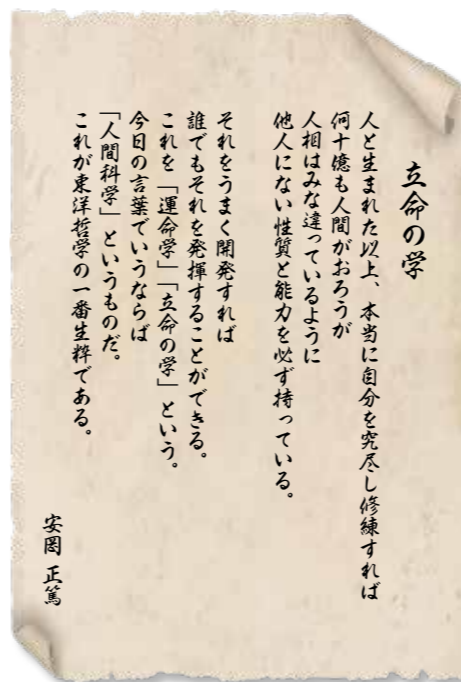 立命の学
人と生まれた以上、本当に自分を究尽し修練すれば
何十億も人間がおろうが
人相はみな違っているように
他人にない性質と能力を必ず持っている。
それをうまく開発すれば
誰でもそれを発揮することができる。
これを「運命学」「立命の学」という。
今日の言葉でいうならば
「人間科学」というものだ。
これが東洋哲学の一番生粋である。
安岡 正篤